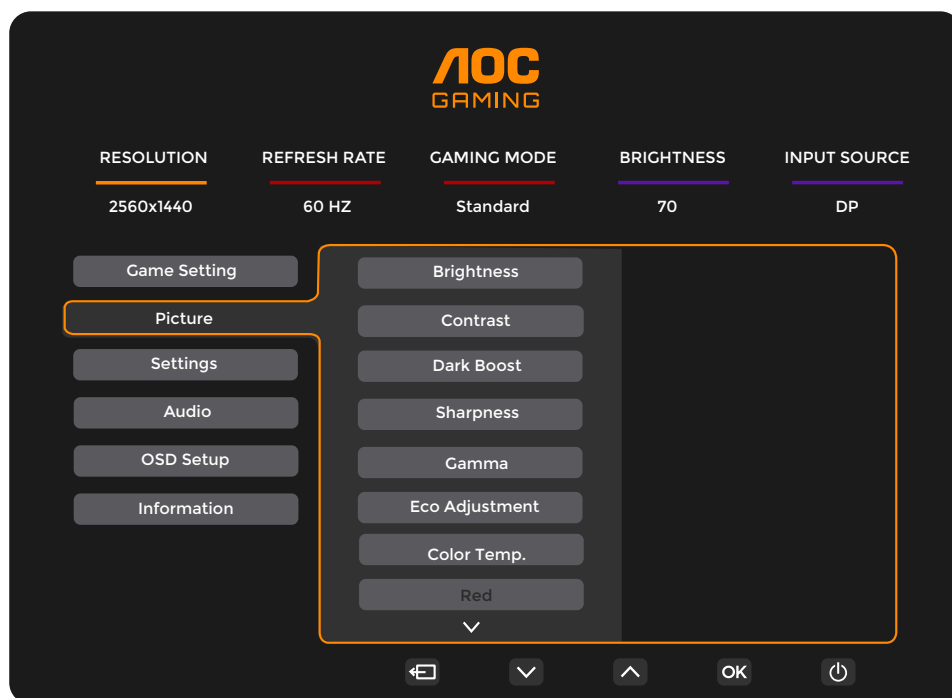 AOC
GAMING
RESOLUTION REFRESH RATE GAMING MODE BRIGHTNESS INPUT SOURCE
2560x1440 60 HZ Standard 70 DP
Game Setting
Picture
Settings
Audio
OSD Setup
Information
Brightness
Contrast
Dark Boost
Sharpness
Gamma
Eco Adjustment
Color Temp.
Red
OK